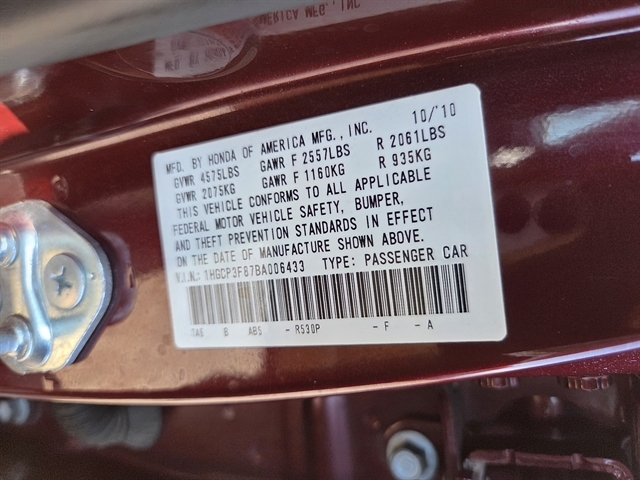 MFD. BY HONDA OF AMERICA MFG., INC. 10/'10
GVWR 4575LBS GAWR F 2557LBS R 2061LBS
GVWR 2075KG GAWR F 1160KG R 935KG
THIS VEHICLE CONFORMS TO ALL APPLICABLE
FEDERAL MOTOR VEHICLE SAFETY, BUMPER,
AND THEFT PREVENTION STANDARDS IN EFFECT
ON THE DATE OF MANUFACTURE SHOWN ABOVE.
V.I.N.: 1HGCP3F87BA006433 TYPE: PASSENGER CAR
B AB5 -R530P -F -A